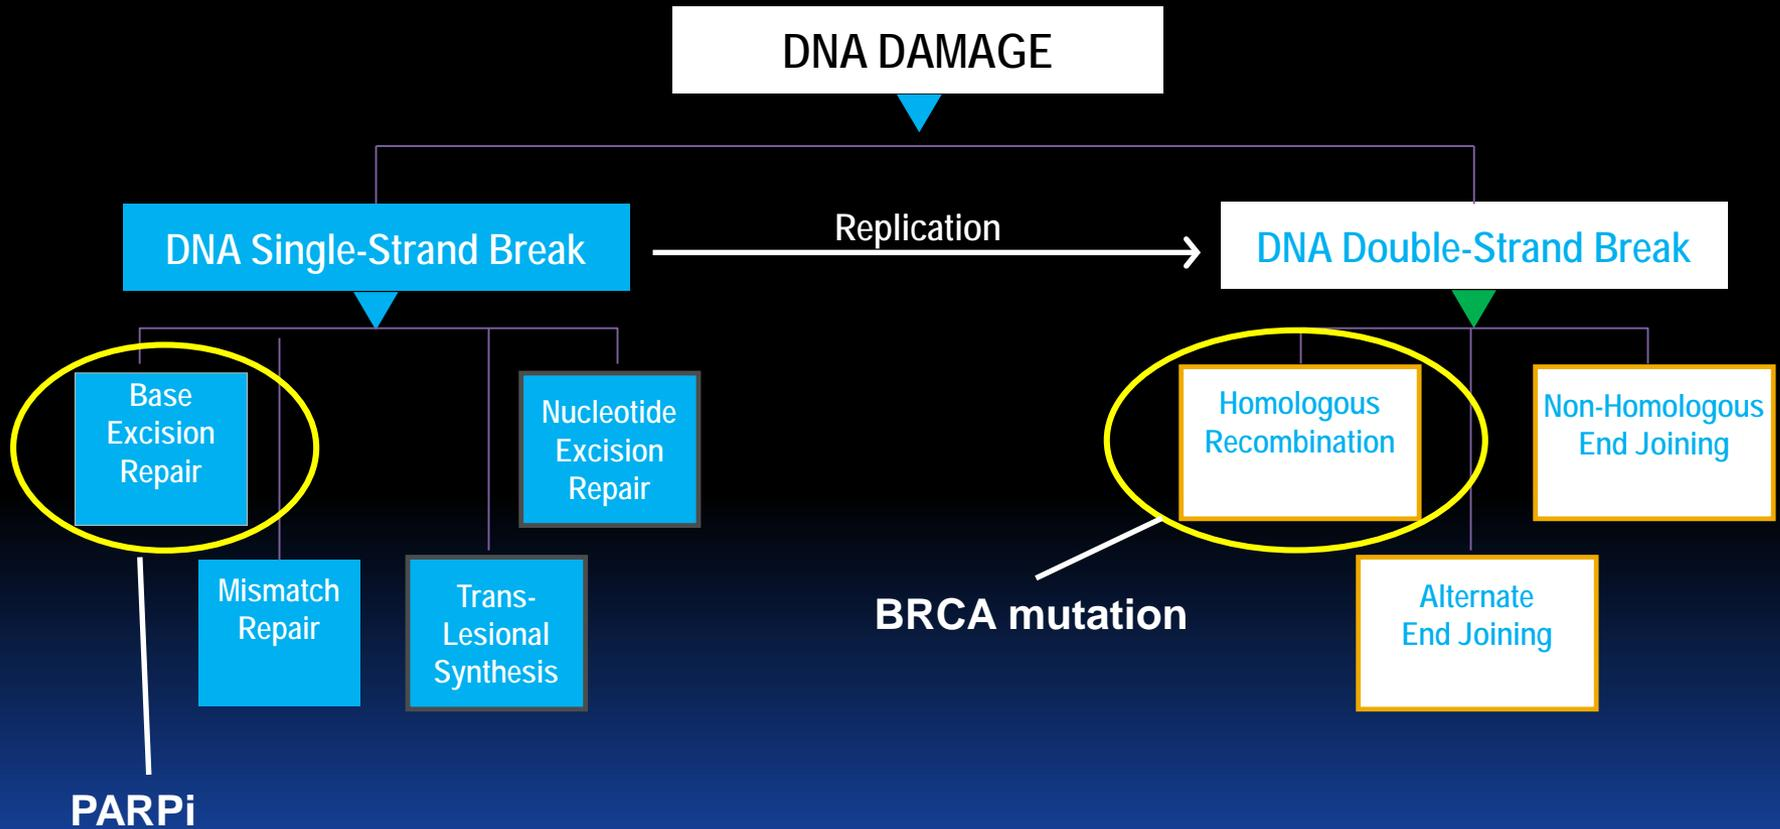 DNA DAMAGE
DNA Single-Strand Break
Replication
DNA Double-Strand Break
Base
Excision
Repair
Nucleotide
Excision
Repair
Homologous
Recombination
Non-Homologous
End Joining
Mismatch
Repair
Trans-
Lesional
Synthesis
BRCA mutation
Alternate
End Joining
PARPi